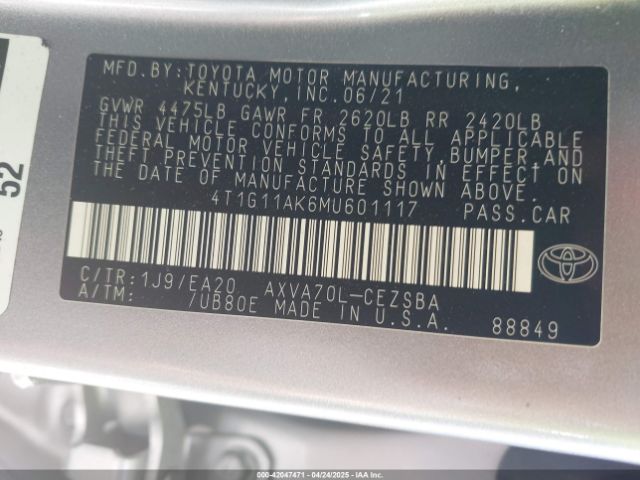 MFD.BY:TOYOTA MOTOR MANUFACTURING,
KENTUCKY,INC.06/21
GVWR 4475LB GAWR FR 2620LB RR 2420LB
THIS VEHICLE CONFORMS TO ALL APPLICABLE
FEDERAL MOTOR VEHICLE SAFETY,BUMPER,AND
THEFT PREVENTION STANDARDS IN EFFECT ON
THE DATE OF MANUFACTURE SHOWN ABOVE.
4T1G11AK6MU601117 PASS.CAR
C/TR:1J9/EA20 AXVA70L-CEZSBA
A/TM: /UB80E MADE IN U.S.A. 88849
52
000-42047471 | 04/24/2025 - IAAI.COM